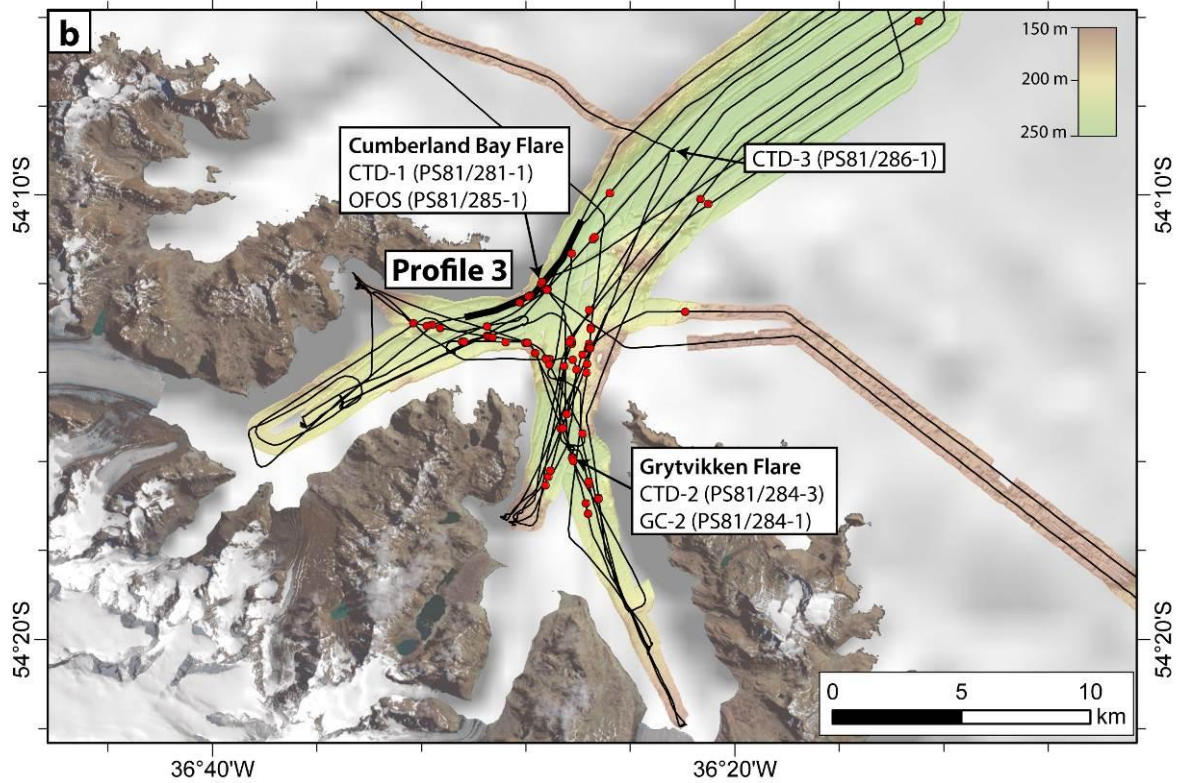 b
150 m
200 m
250 m
Cumberland Bay Flare
CTD-1 (PS81/281-1)
OFOS (PS81/285-1)
CTD-3 (PS81/286-1)
54°10'S
54°10'S
Profile 3
Grytvikken Flare
CTD-2 (PS81/284-3)
GC-2 (PS81/284-1)
54°20'S
54°20'S
0 5 10
km
36°40'W
36°20'W